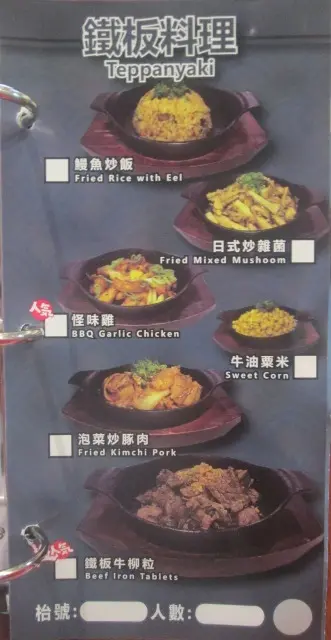 鐵板料理
Teppanyaki
鰻魚炒飯
Fried Rice with Eel
日式炒雜菌
Fried Mixed Mushoom
人気
怪味雞
BBQ Garlic Chicken
牛油粟米
Sweet Corn
泡菜炒豚肉
Fried Kimchi Pork
人気
鐵板牛柳粒
Beef Iron Tablets
枱號: 人數: